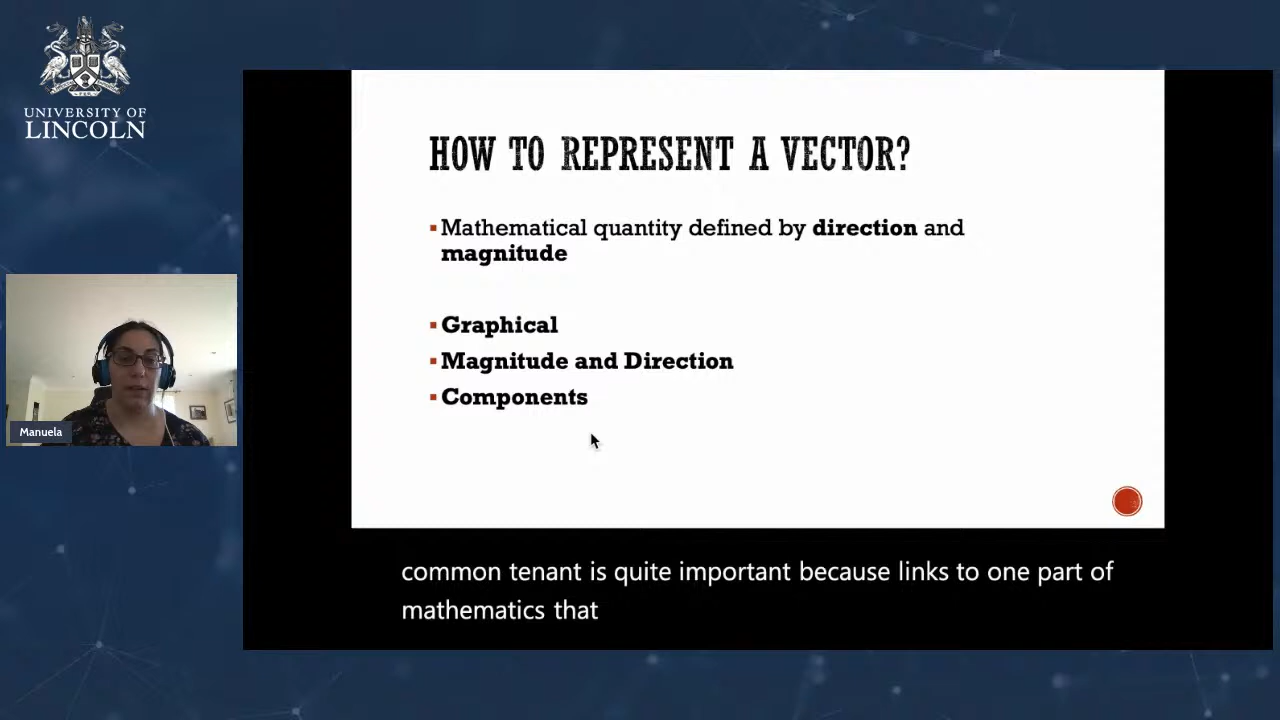 UNIVERSITY OF
LINCOLN
HOW TO REPRESENT A VECTOR?
Mathematical quantity defined by direction and
magnitude
Graphical
Magnitude and Direction
Components
Manuela
common tenant is quite important because links to one part of
mathematics that